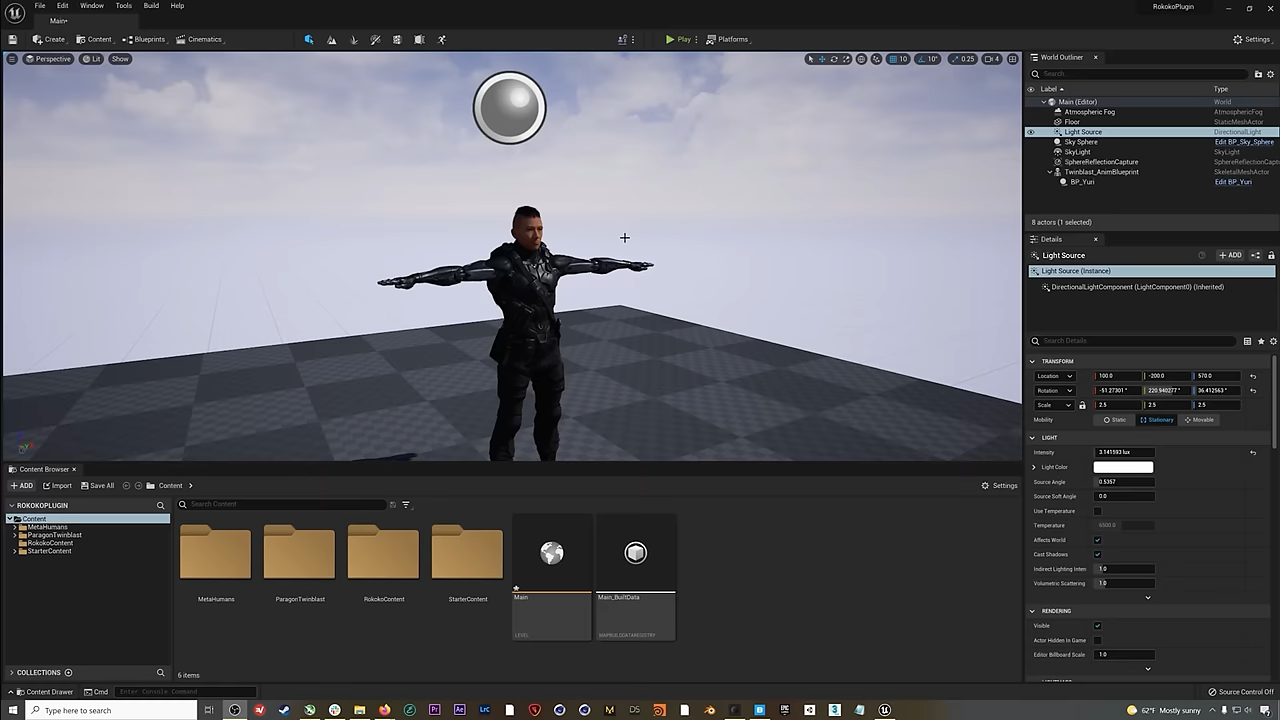 File Edit Window Tools Build Help
RokokoPlugin
Main•
Create Content Blueprints Cinematics
Play Platforms
Settings
Perspective Lit Show
10 10° 0.25 4
World Outliner
Search...
Label Type
Main (Editor) World
Atmospheric Fog AtmosphericFog
Floor StaticMeshActor
Light Source DirectionalLight
Sky Sphere Edit BP_Sky_Sphere
SkyLight SkyLight
SphereReflectionCapture SphereReflectionCapt
Twinblast_AnimBlueprint SkeletalMeshActor
BP_Yuri Edit BP_Yuri
8 actors (1 selected)
Details
Light Source
+ ADD
Light Source (Instance)
DirectionalLightComponent (LightComponent0) (Inherited)
Search Details
TRANSFORM
Location 100.0 -200.0 570.0
Rotation -51.27301 ° 220.940277 ° 36.412563 °
Scale 2.5 2.5 2.5
Mobility Static Stationary Movable
LIGHT
Intensity 3.141593 lux
Light Color
Source Angle 0.5357
Source Soft Angle 0.0
Use Temperature
Temperature 6500.0
Affects World
Cast Shadows
Indirect Lighting Inten 1.0
Volumetric Scattering 1.0
RENDERING
Visible
Actor Hidden In Game
Editor Billboard Scale 1.0
Content Browser
+ ADD Import Save All Content
Settings
ROKOKOPLUGIN
Search Content
Content
MetaHumans
ParagonTwinblast
RokokoContent
StarterContent
MetaHumans ParagonTwinblast RokokoContent StarterContent
Main Main_BuiltData
LEVEL MAPBUILDDATAREGISTRY
COLLECTIONS
6 items
Content Drawer Cmd Enter Console Command
Source Control Off
Type here to search
62°F Mostly sunny